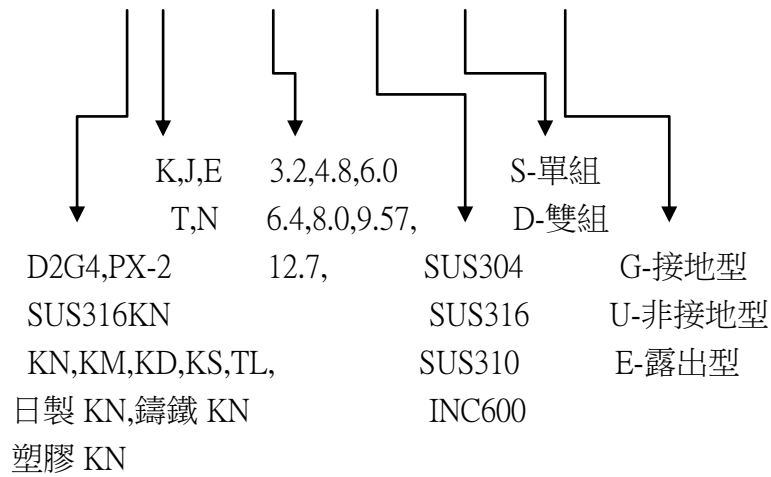 K,J,E 3.2,4.8,6.0 S-單組
T,N 6.4,8.0,9.57, D-雙組
D2G4,PX-2 12.7, SUS304 G-接地型
SUS316KN SUS316 U-非接地型
KN,KM,KD,KS,TL, SUS310 E-露出型
日製 KN,鑄鐵 KN INC600
塑膠 KN